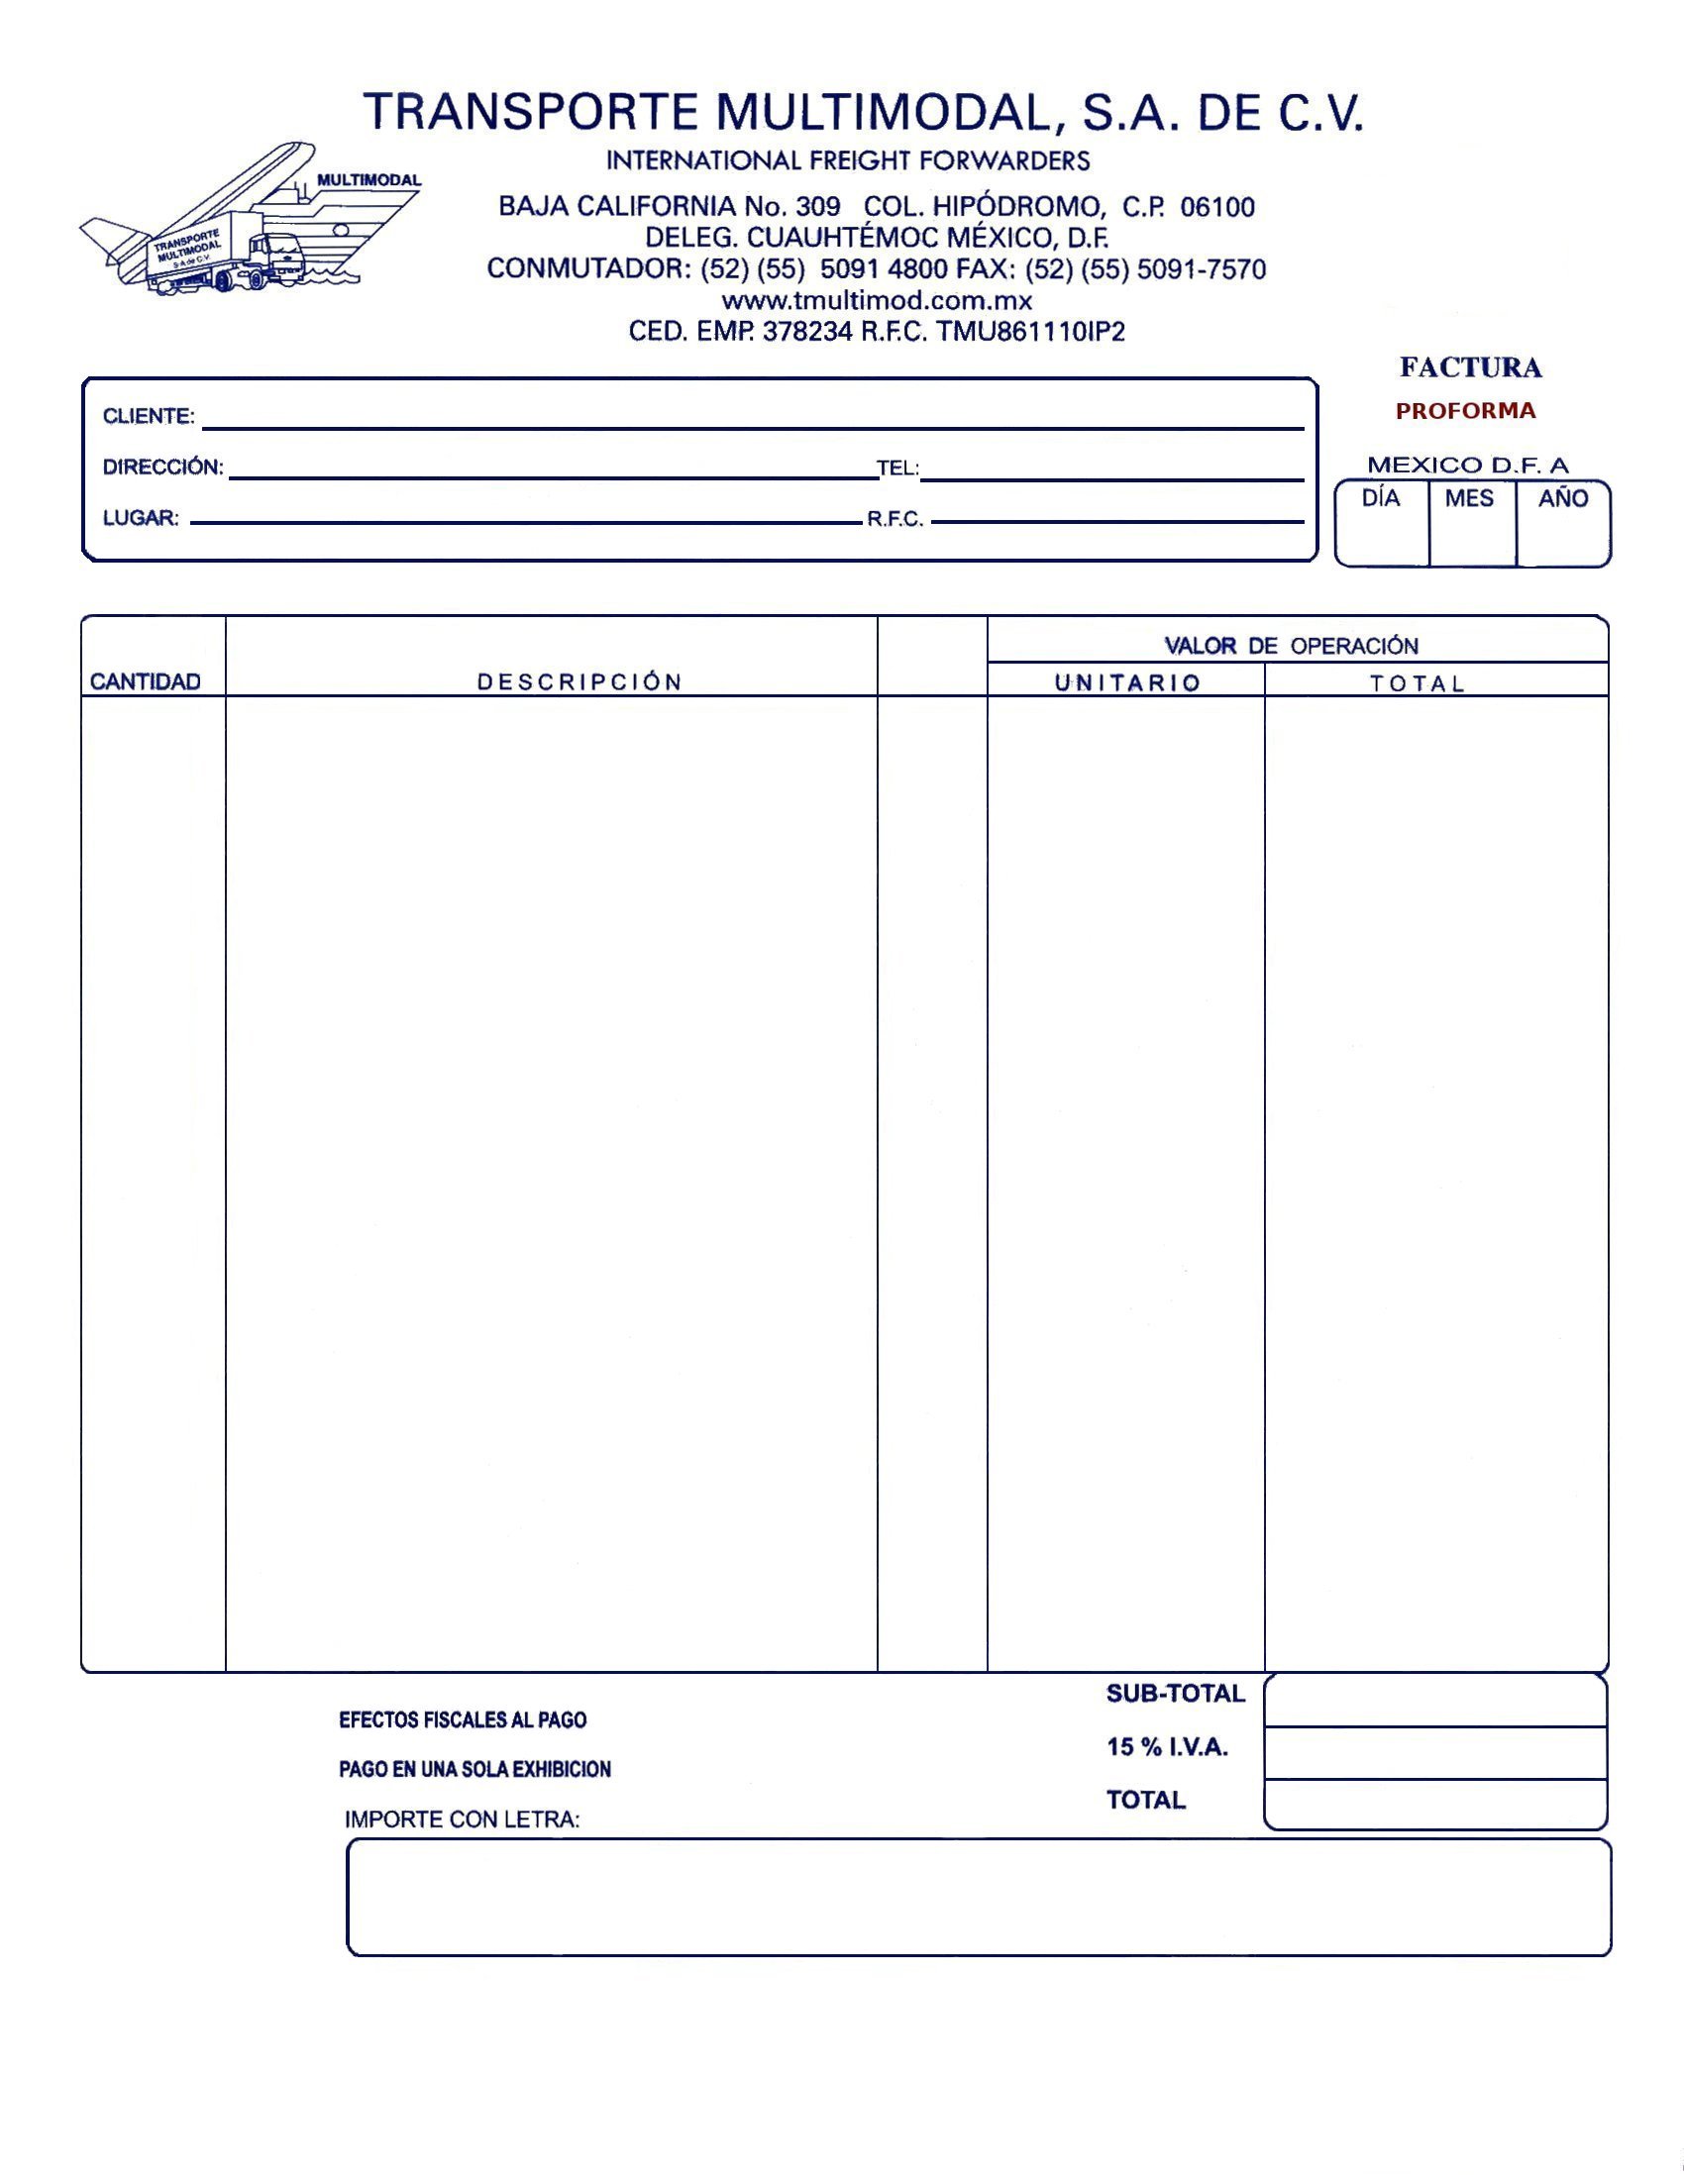 TRANSPORTE MULTIMODAL, S.A. DE C.V.
INTERNATIONAL FREIGHT FORWARDERS
MULTIMODAL
TRANSPORTE
MULTIMODAL
S A de C.V.
BAJA CALIFORNIA No. 309 COL. HIPÓDROMO, C.P. 06100
DELEG. CUAUHTÉMOC MÉXICO, D.F.
CONMUTADOR: (52) (55) 5091 4800 FAX: (52) (55) 5091-7570
www.tmultimod.com.mx
CED. EMP. 378234 R.F.C. TMU861110IP2
FACTURA
PROFORMA
CLIENTE:
DIRECCIÓN: TEL:
LUGAR: R.F.C.
MEXICO D.F. A
DÍA MES AÑO
VALOR DE OPERACIÓN
CANTIDAD DESCRIPCIÓN UNITARIO TOTAL
SUB-TOTAL
EFECTOS FISCALES AL PAGO
15 % I.V.A.
PAGO EN UNA SOLA EXHIBICION
TOTAL
IMPORTE CON LETRA: